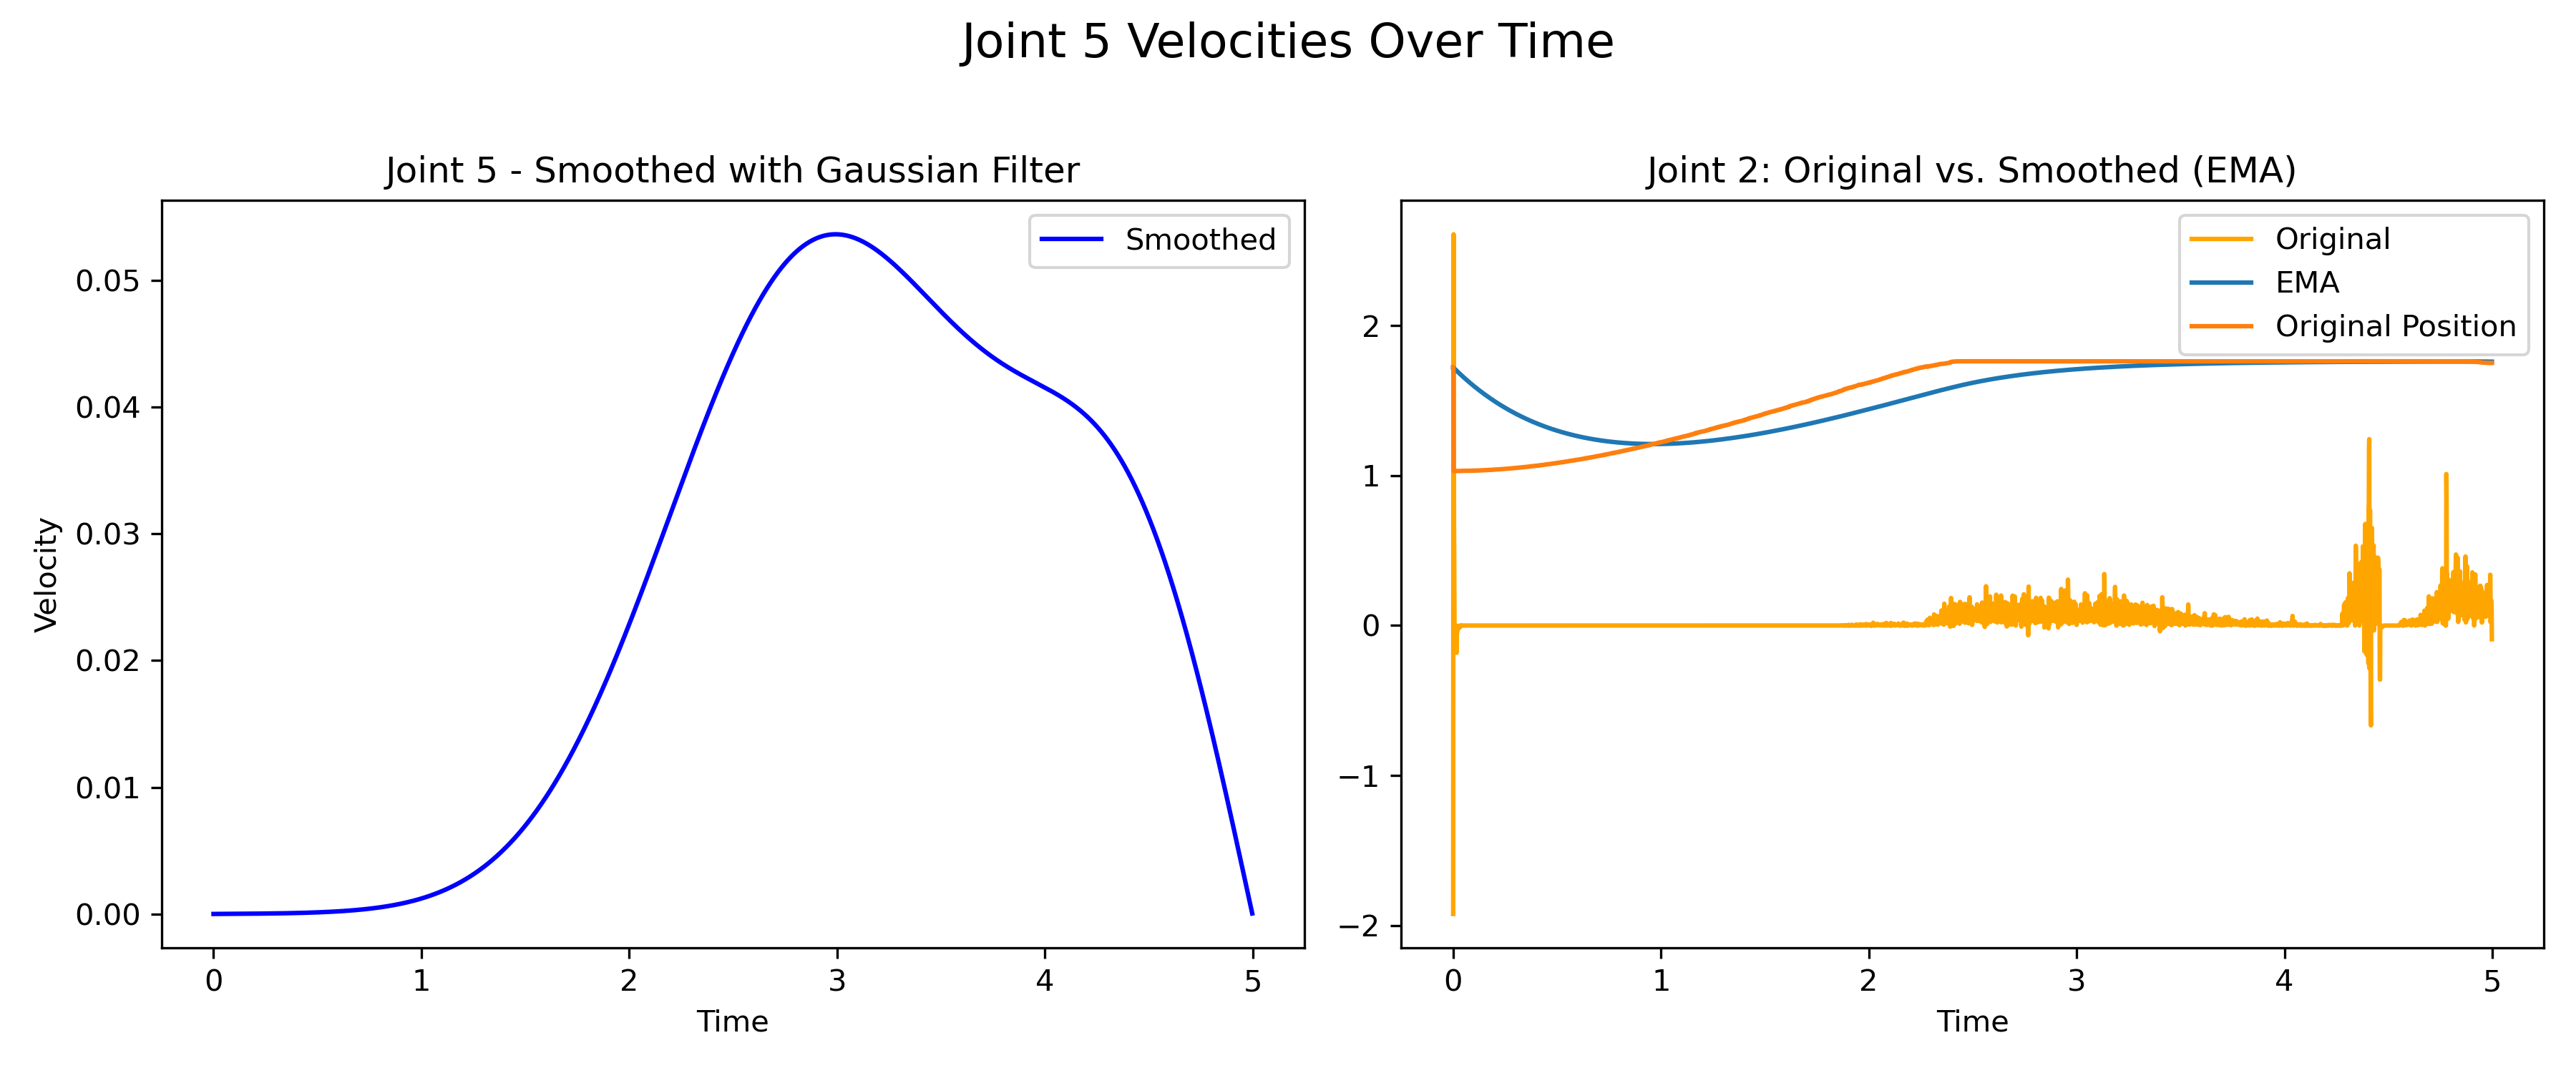 Joint 5 Velocities Over Time
Joint 5 - Smoothed with Gaussian Filter
Smoothed
0.05
0.04
0.03
0.02
0.01
0.00
Velocity
0 1 2 3 4 5
Time
Joint 2: Original vs. Smoothed (EMA)
Original
EMA
Original Position
2
1
0
−1
−2
0 1 2 3 4 5
Time